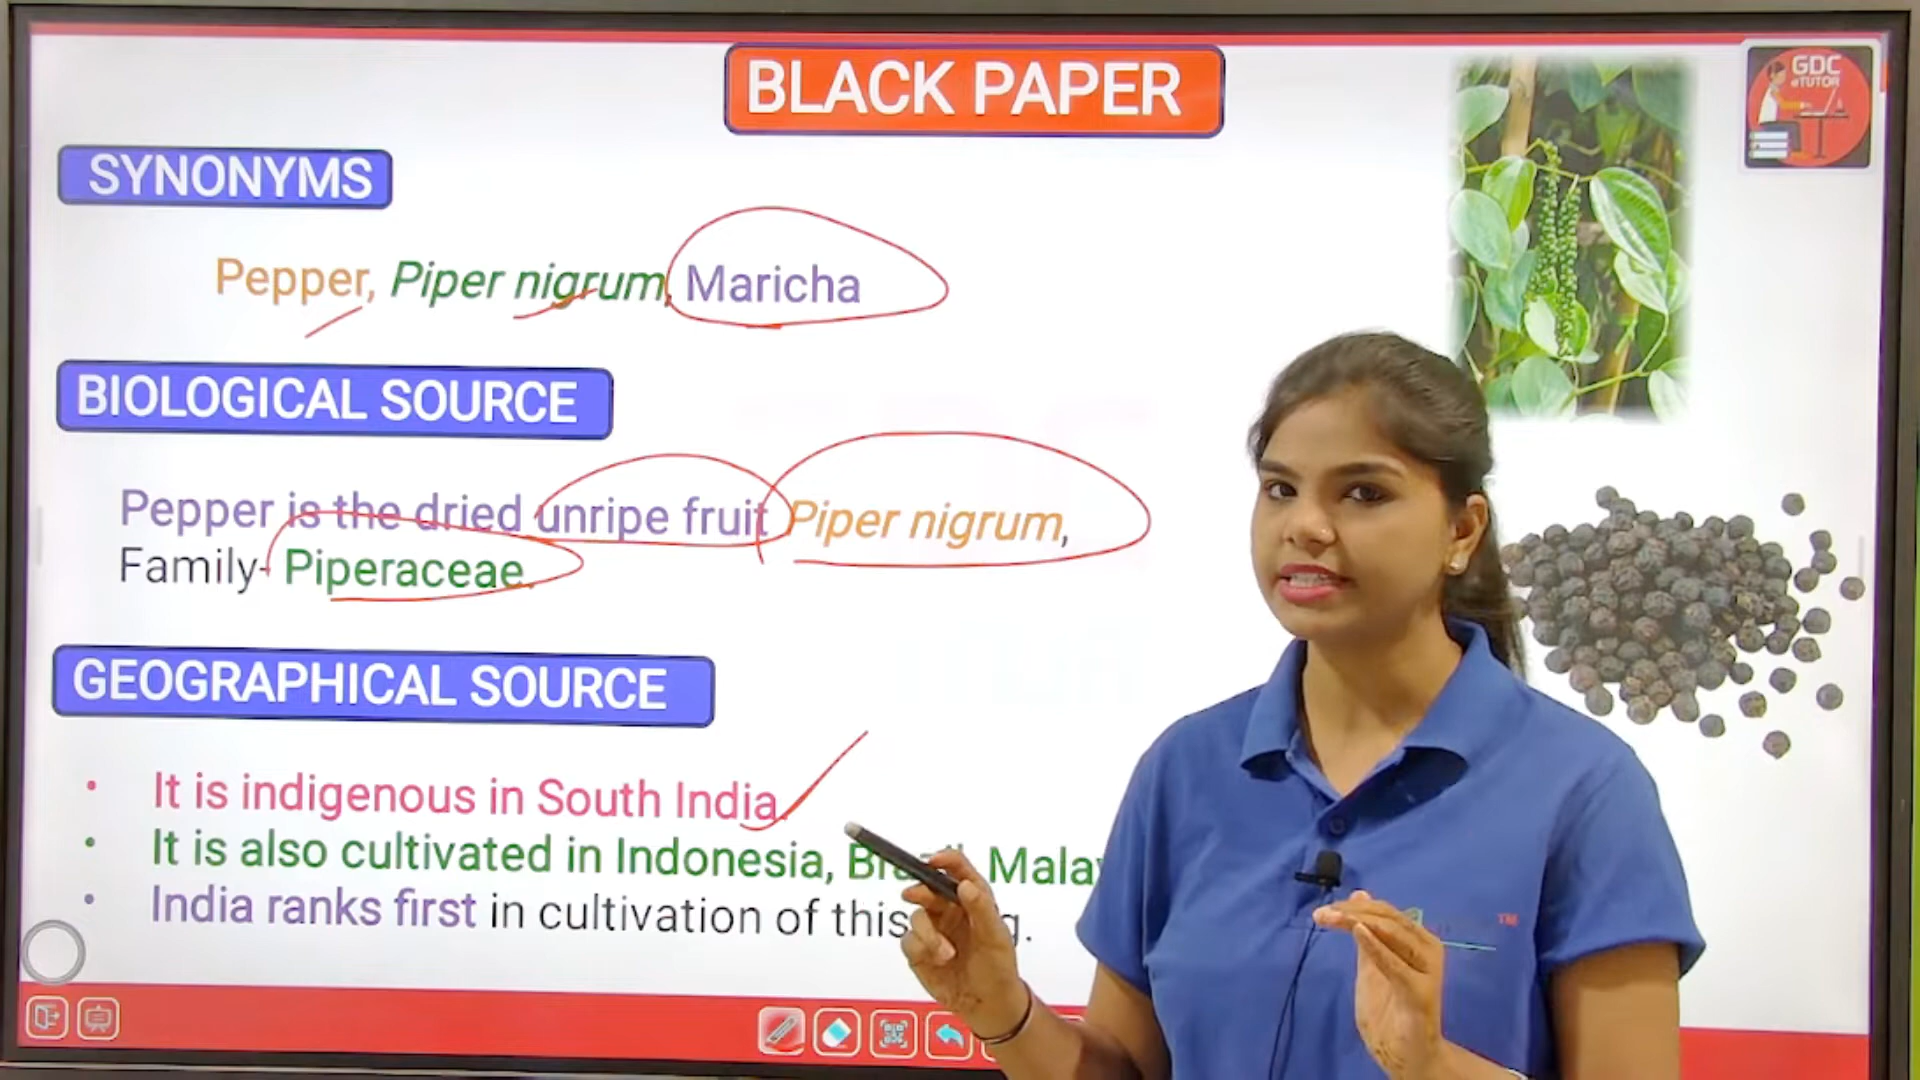 BLACK PAPER
GDC
eTUTOR
SYNONYMS
Pepper, Piper nigrum, Maricha
BIOLOGICAL SOURCE
Pepper is the dried unripe fruit Piper nigrum,
Family- Piperaceae.
GEOGRAPHICAL SOURCE
• It is indigenous in South India.
• It is also cultivated in Indonesia,
• India ranks first in cultivation of this
TM